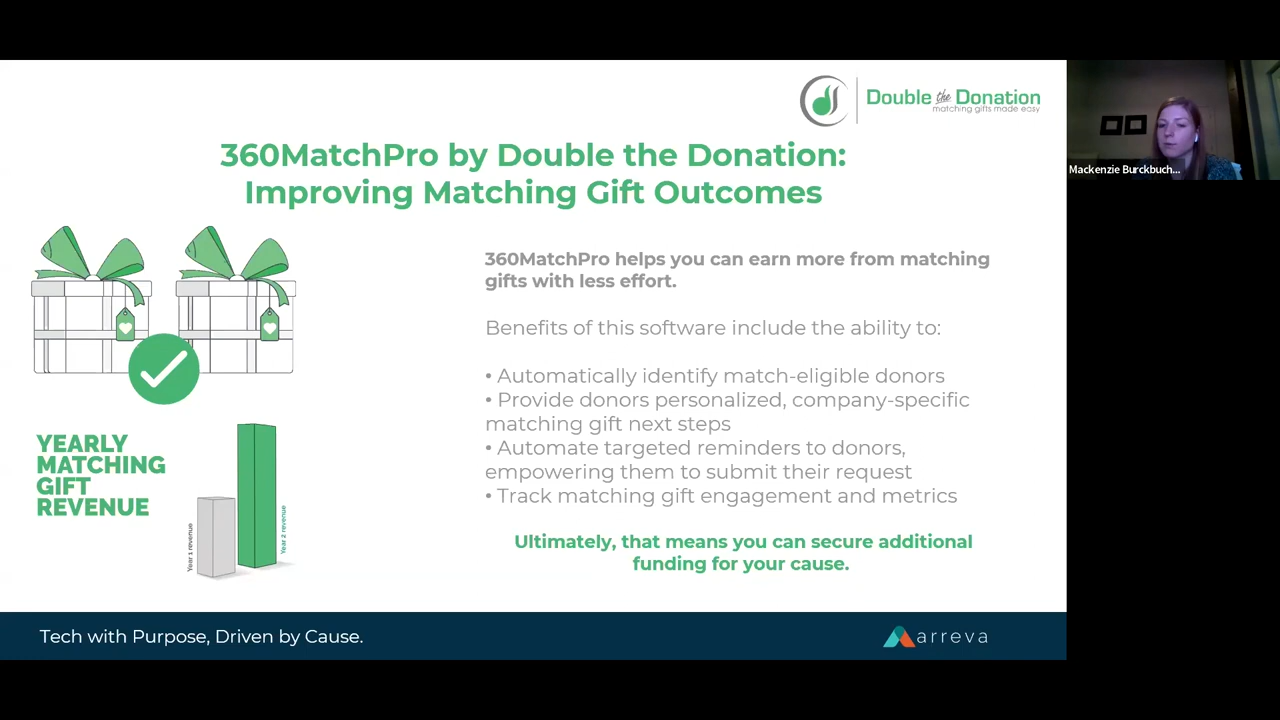 Double the Donation
matching gifts made easy
360MatchPro by Double the Donation:
Improving Matching Gift Outcomes
Mackenzie Burckbuch...
360MatchPro helps you can earn more from matching
gifts with less effort.
Benefits of this software include the ability to:
• Automatically identify match-eligible donors
• Provide donors personalized, company-specific
matching gift next steps
• Automate targeted reminders to donors,
empowering them to submit their request
• Track matching gift engagement and metrics
Ultimately, that means you can secure additional
funding for your cause.
YEARLY
MATCHING
GIFT
REVENUE
Year 1 revenue
Year 2 revenue
Tech with Purpose, Driven by Cause.
arreva